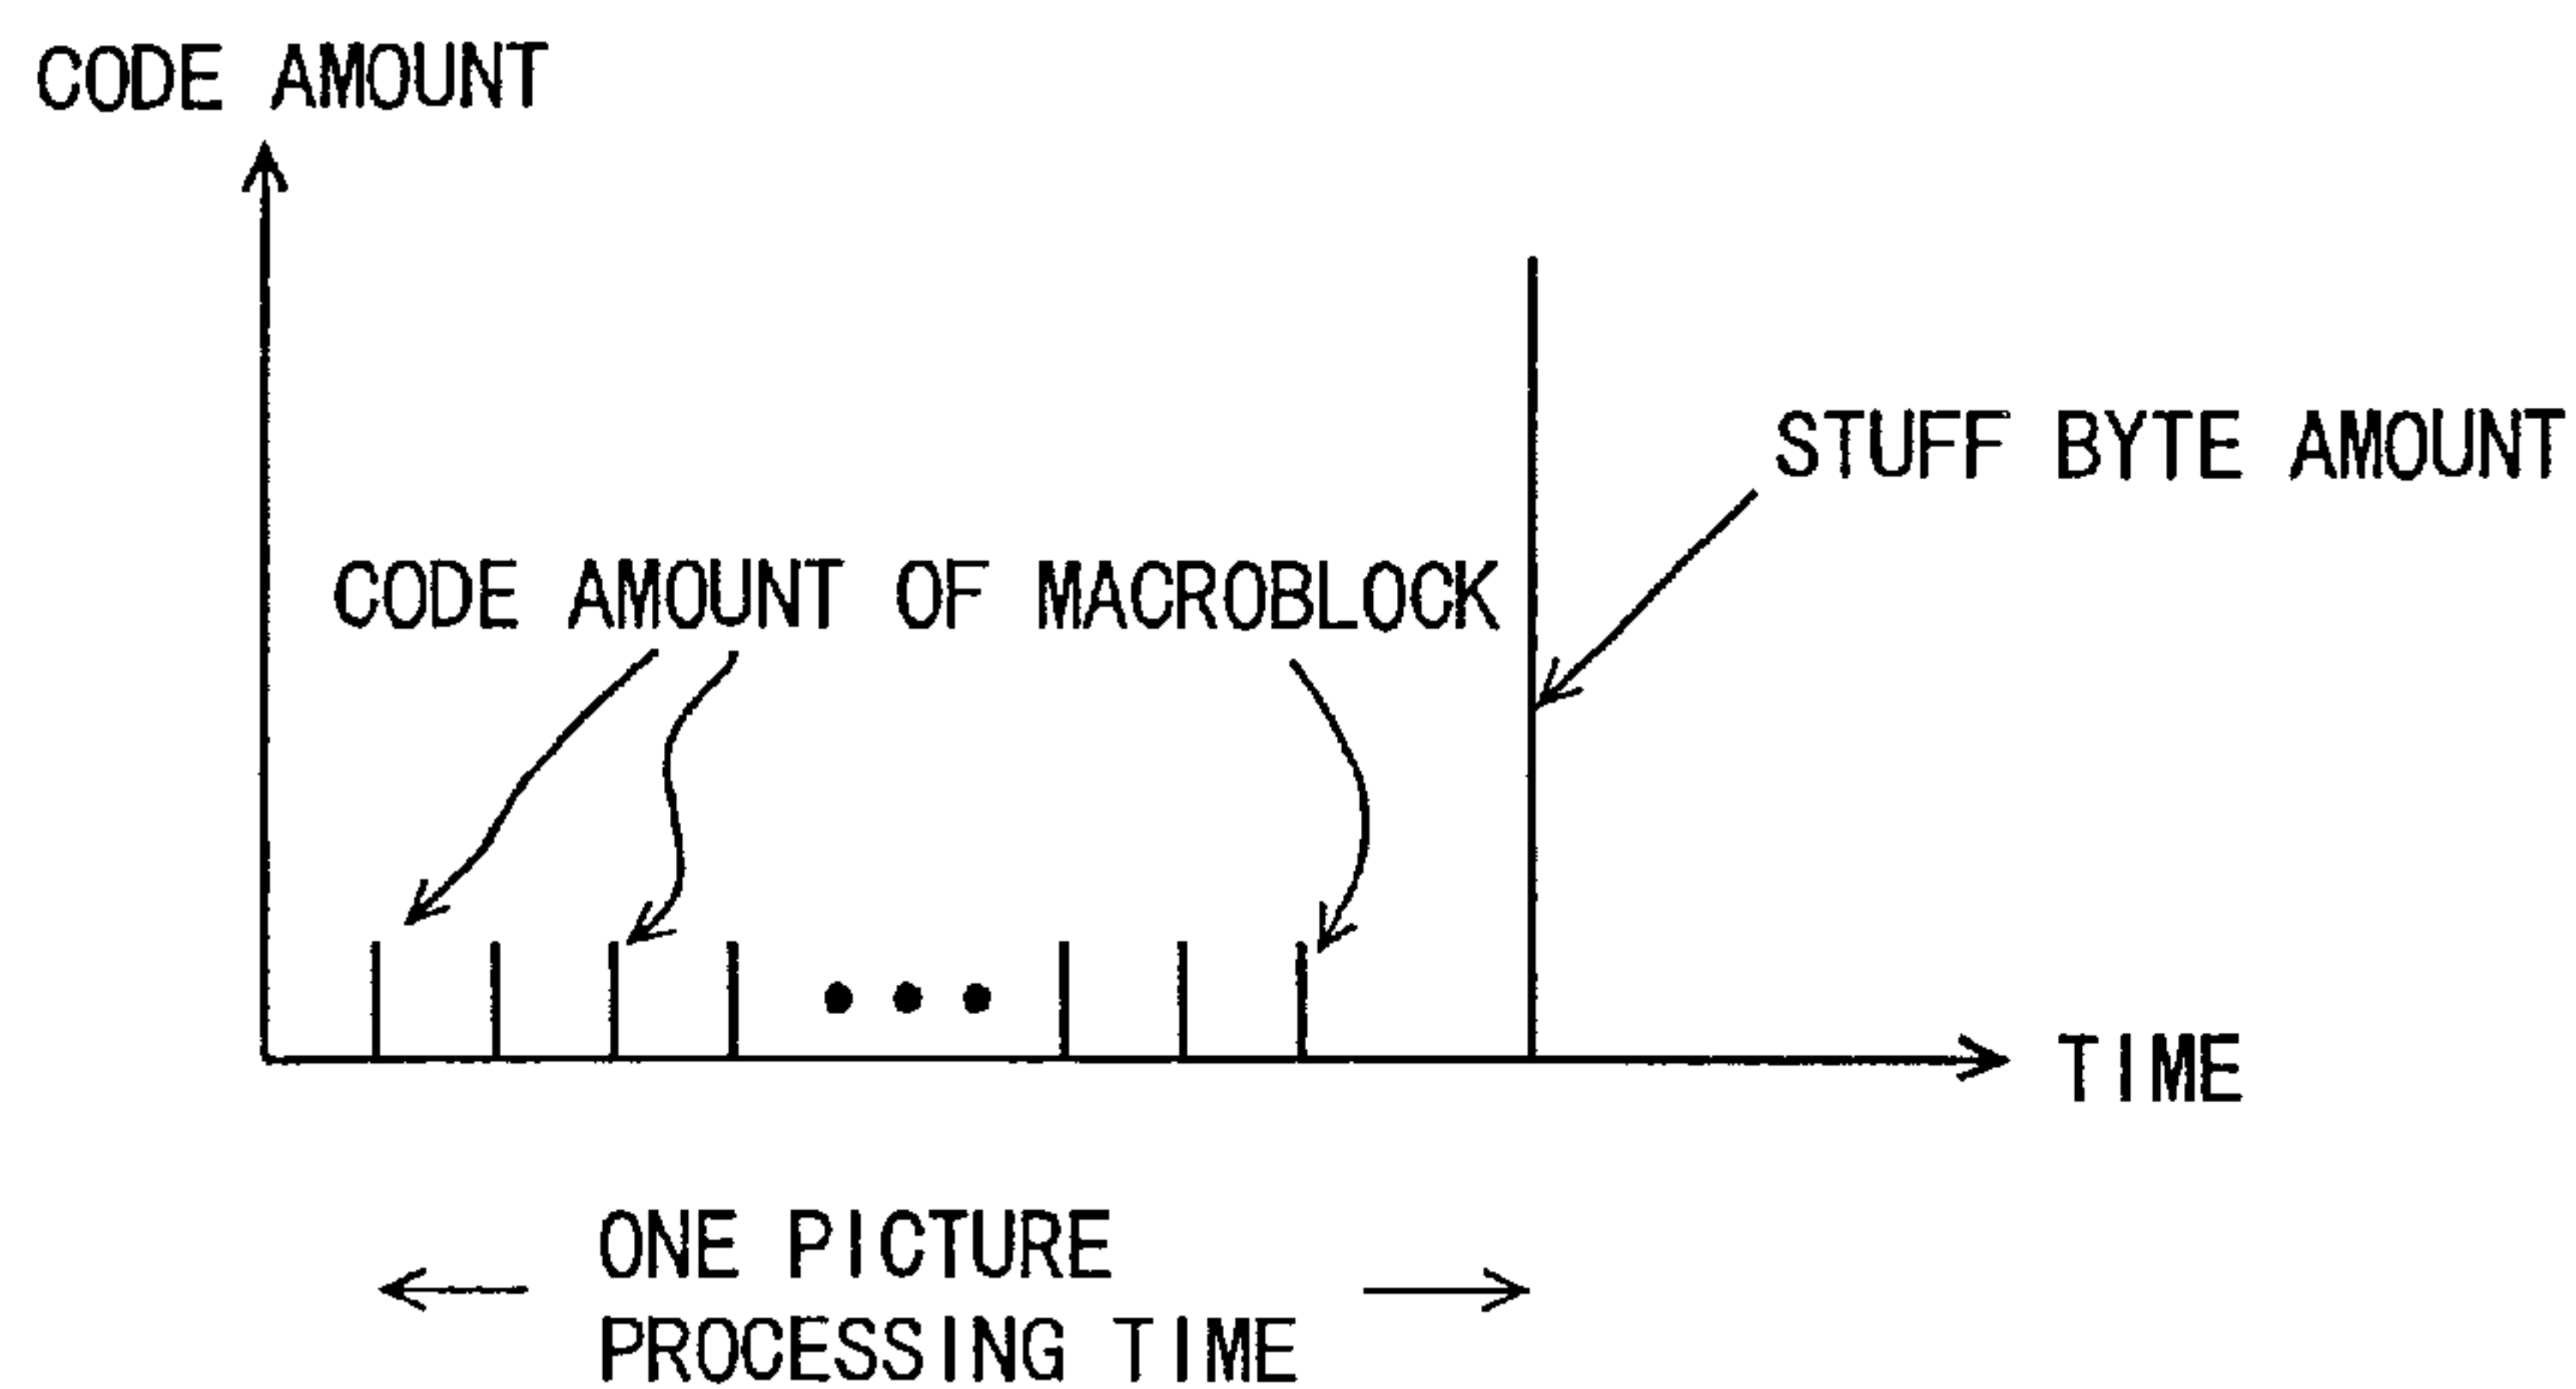 CODE AMOUNT
STUFF BYTE AMOUNT
CODE AMOUNT OF MACROBLOCK
TIME
ONE PICTURE
PROCESSING TIME